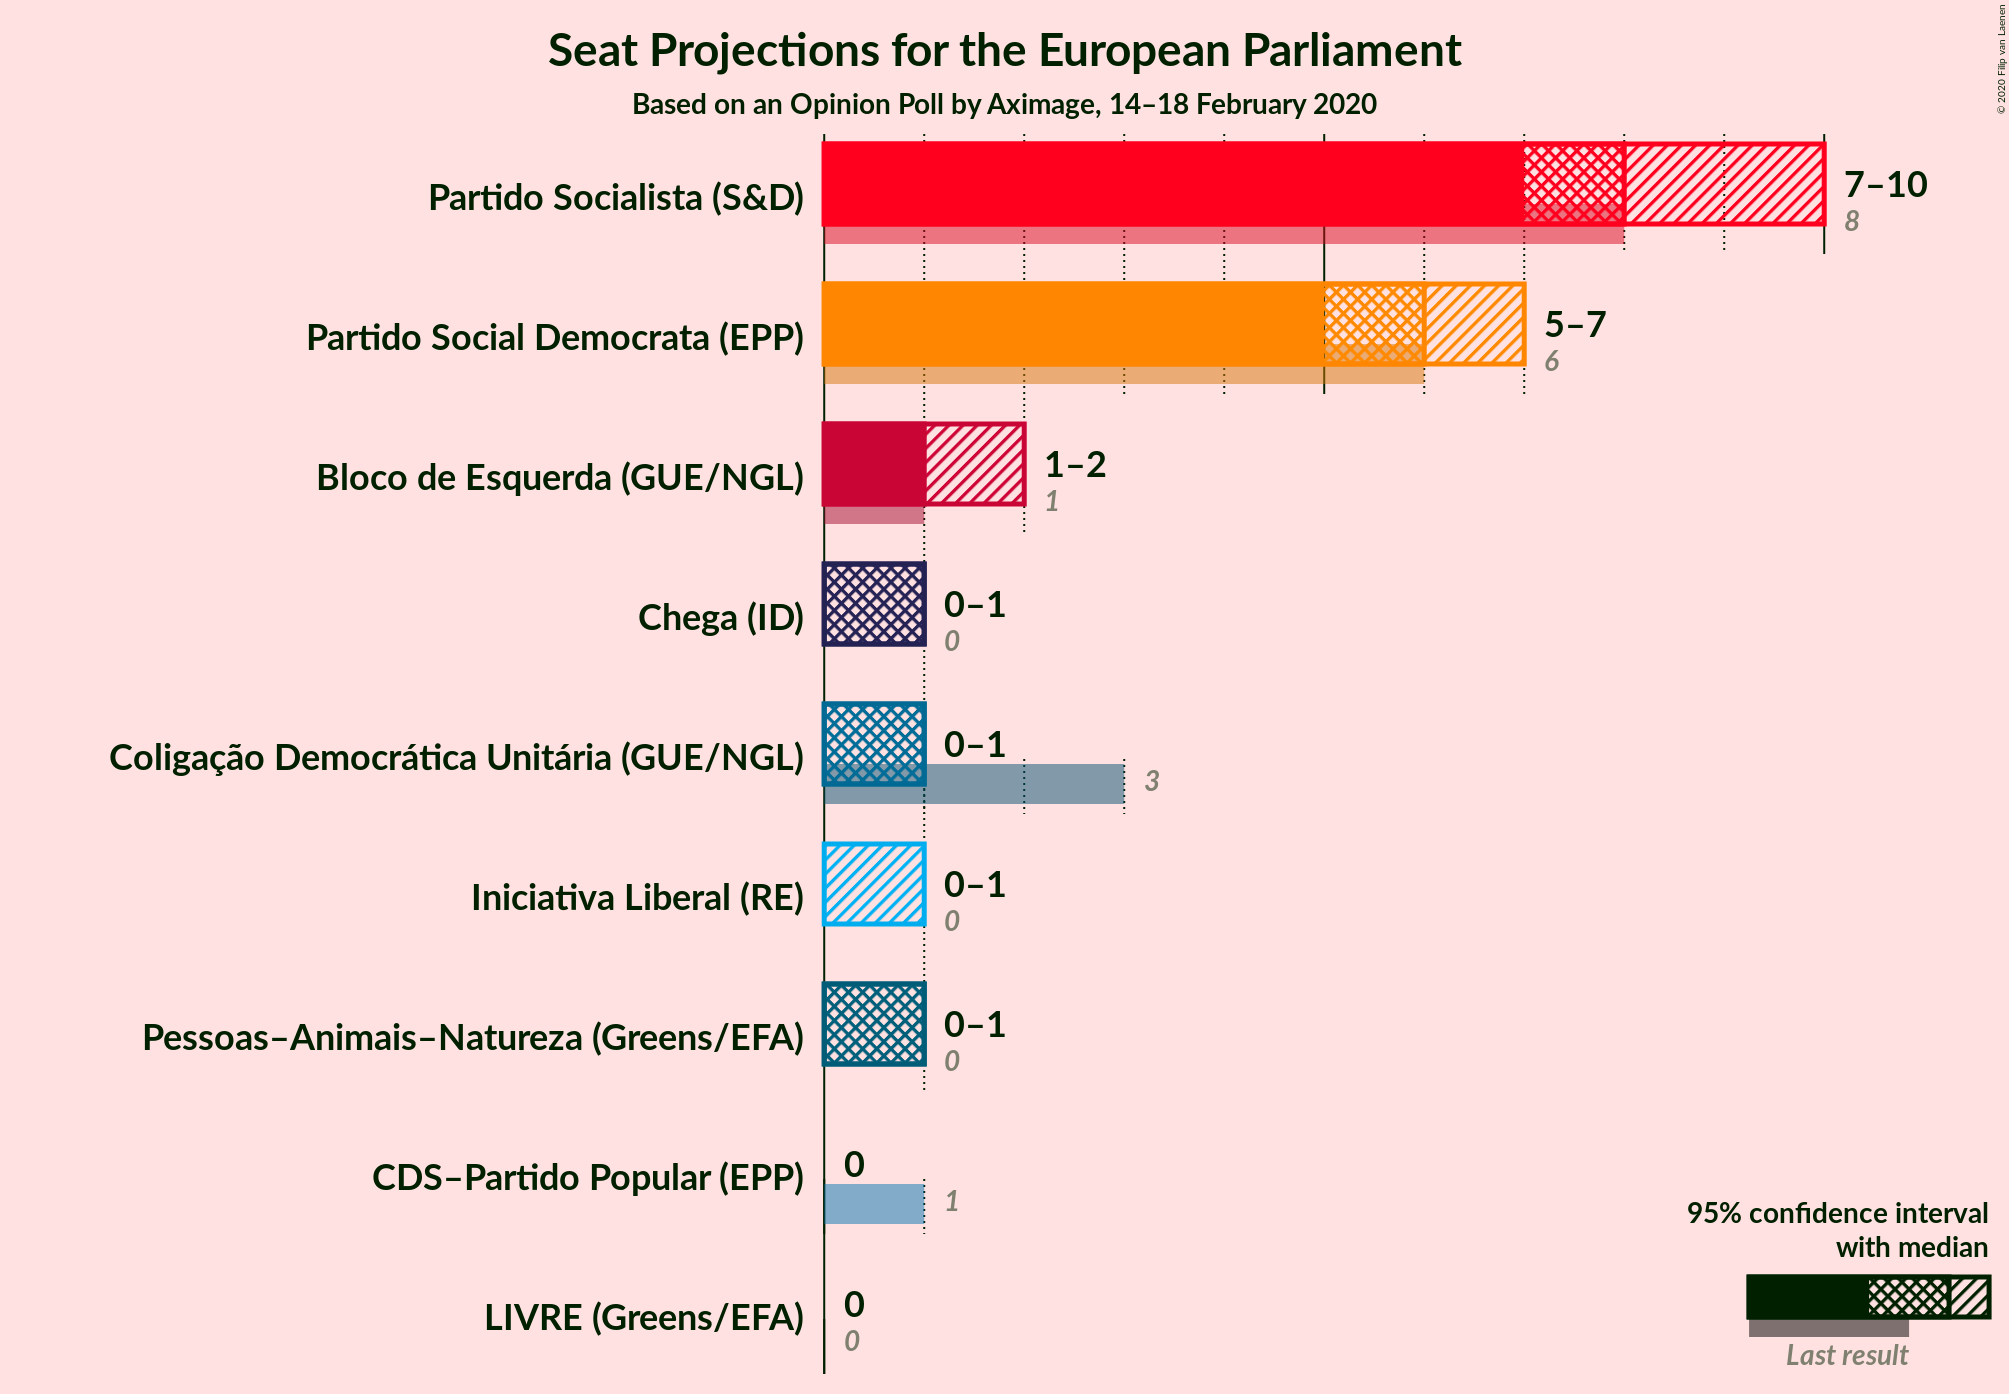 Seat Projections for the European Parliament
Based on an Opinion Poll by Aximage, 14–18 February 2020
© 2020 Filip van Laenen
Partido Socialista (S&D)
7–10
8
Partido Social Democrata (EPP)
5–7
6
Bloco de Esquerda (GUE/NGL)
1–2
1
Chega (ID)
0–1
0
Coligação Democrática Unitária (GUE/NGL)
0–1
3
Iniciativa Liberal (RE)
0–1
0
Pessoas–Animais–Natureza (Greens/EFA)
0–1
0
CDS–Partido Popular (EPP)
0
1
LIVRE (Greens/EFA)
0
0
95% confidence interval
with median
Last result